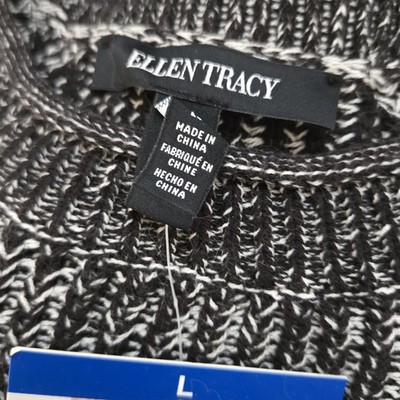 ELLEN TRACY
MADE IN
CHINA
FABRIQUÉ EN
CHINE
HECHO EN
CHINA
L